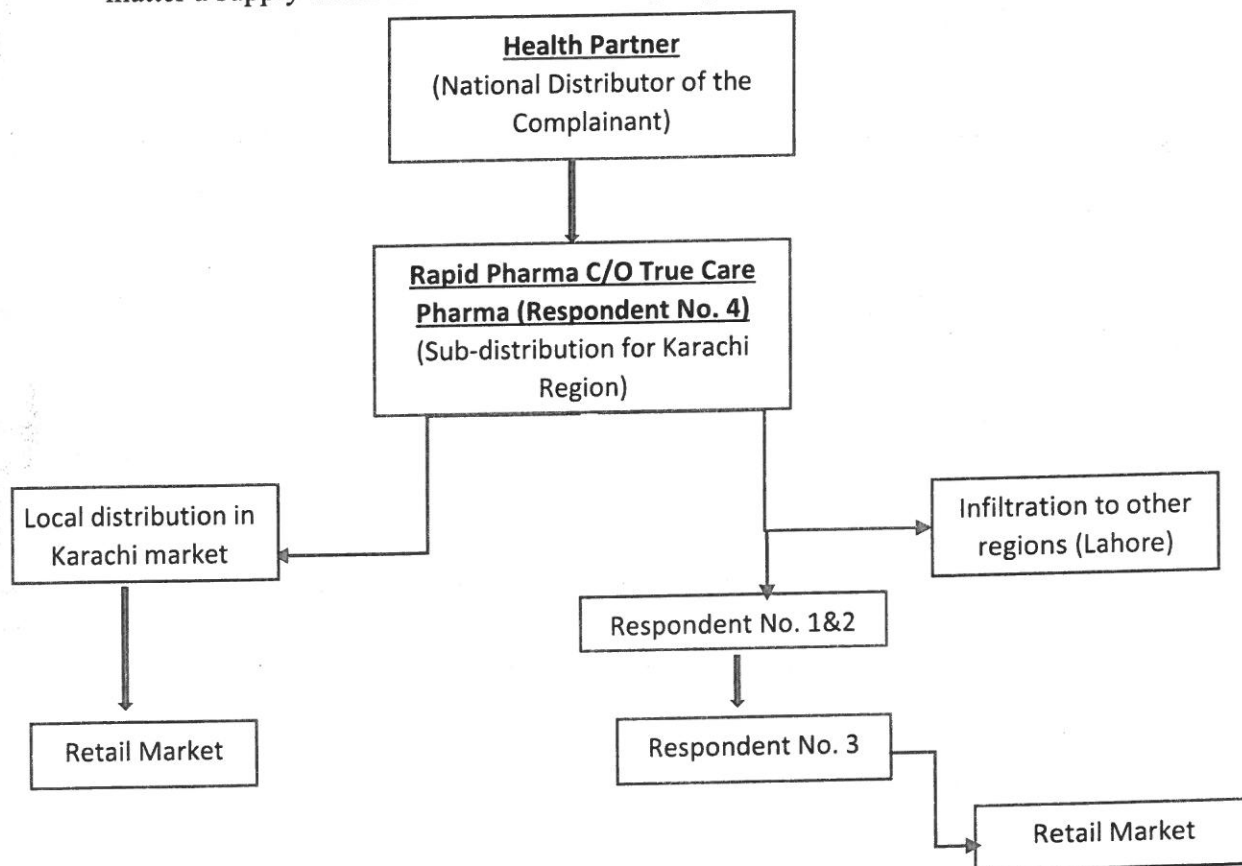 matter a supply
Health Partner
(National Distributor of the
Complainant)
Rapid Pharma C/O True Care
Pharma (Respondent No. 4)
(Sub-distribution for Karachi
Region)
Local distribution in
Karachi market
Infiltration to other
regions (Lahore)
Respondent No. 1&2
Retail Market
Respondent No. 3
Retail Market